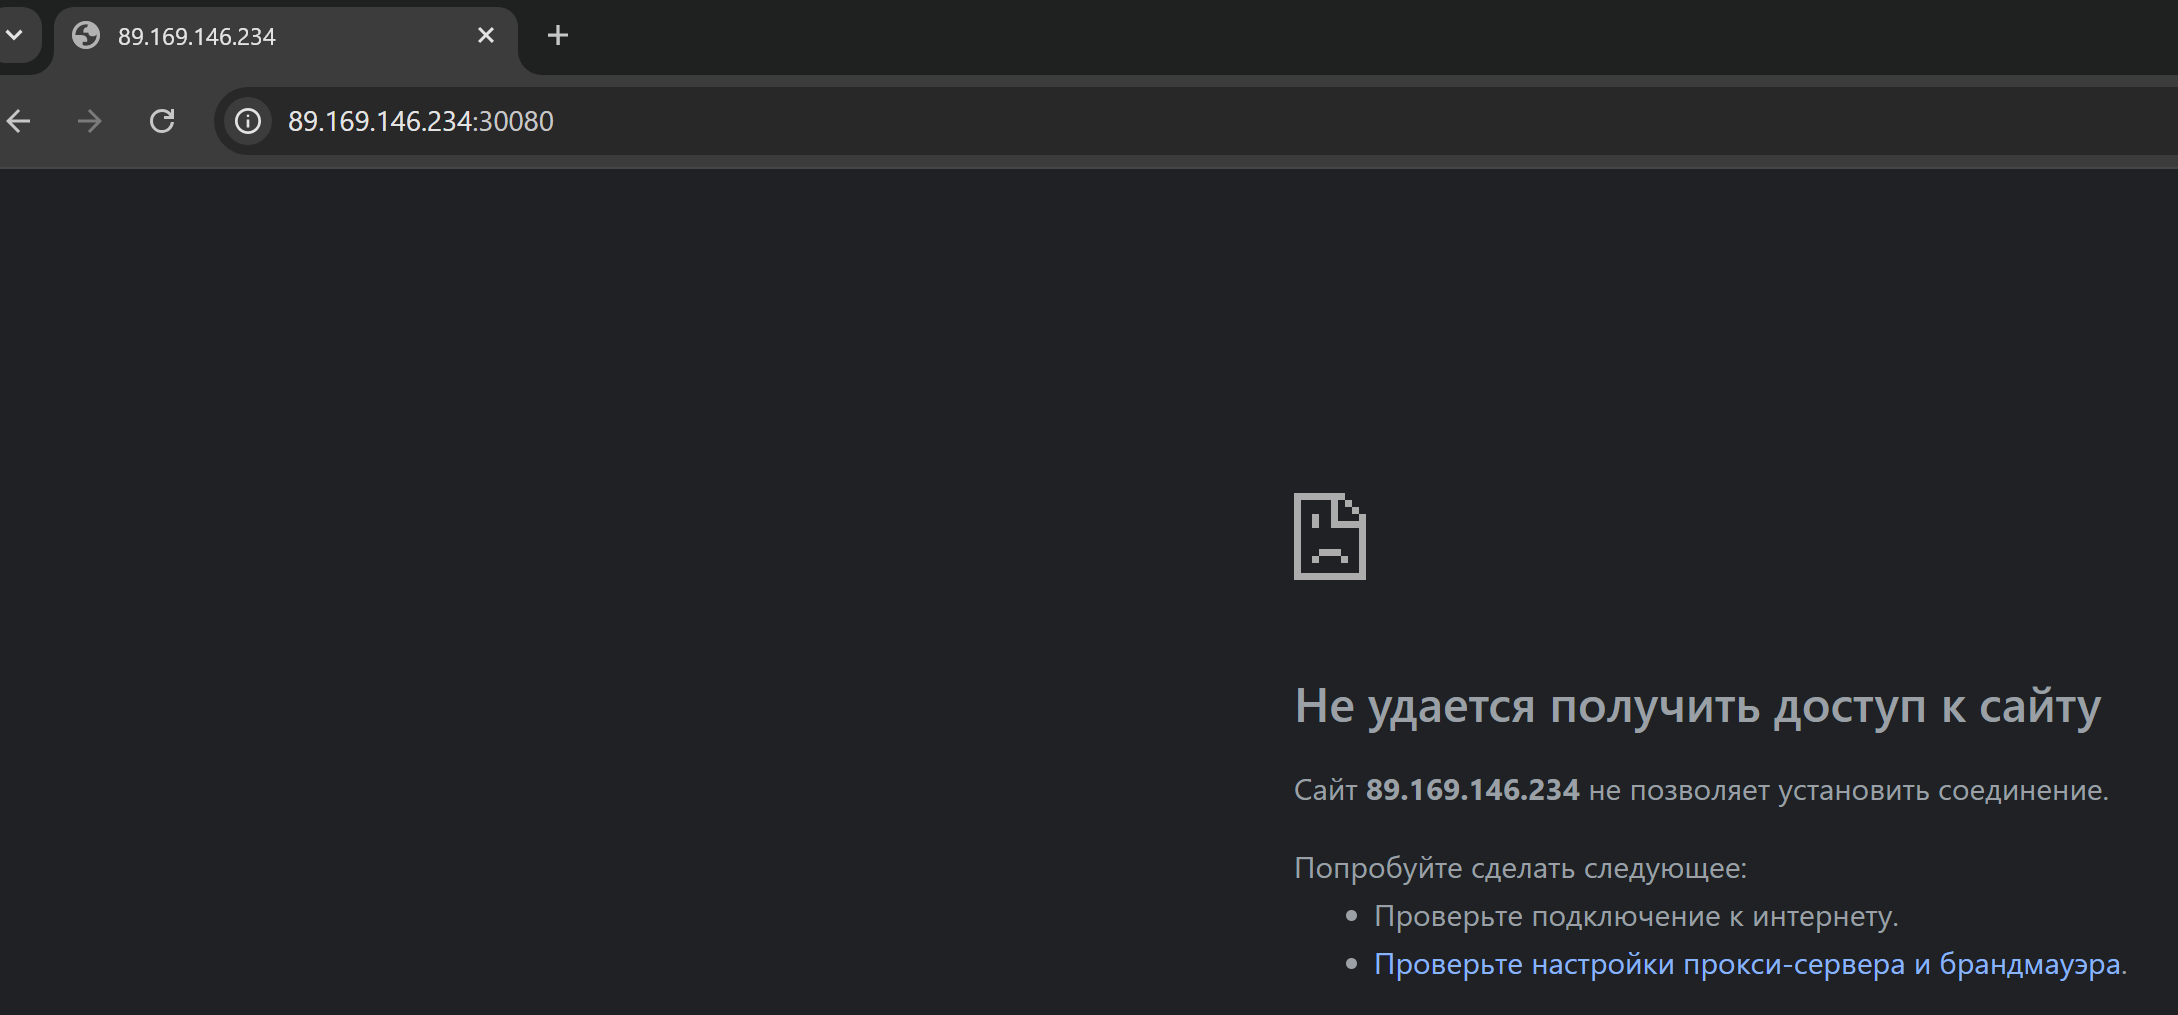 89.169.146.234
89.169.146.234:30080
Не удается получить доступ к сайту
Сайт 89.169.146.234 не позволяет установить соединение.
Попробуйте сделать следующее:
Проверьте подключение к интернету.
Проверьте настройки прокси-сервера и брандмауэра.